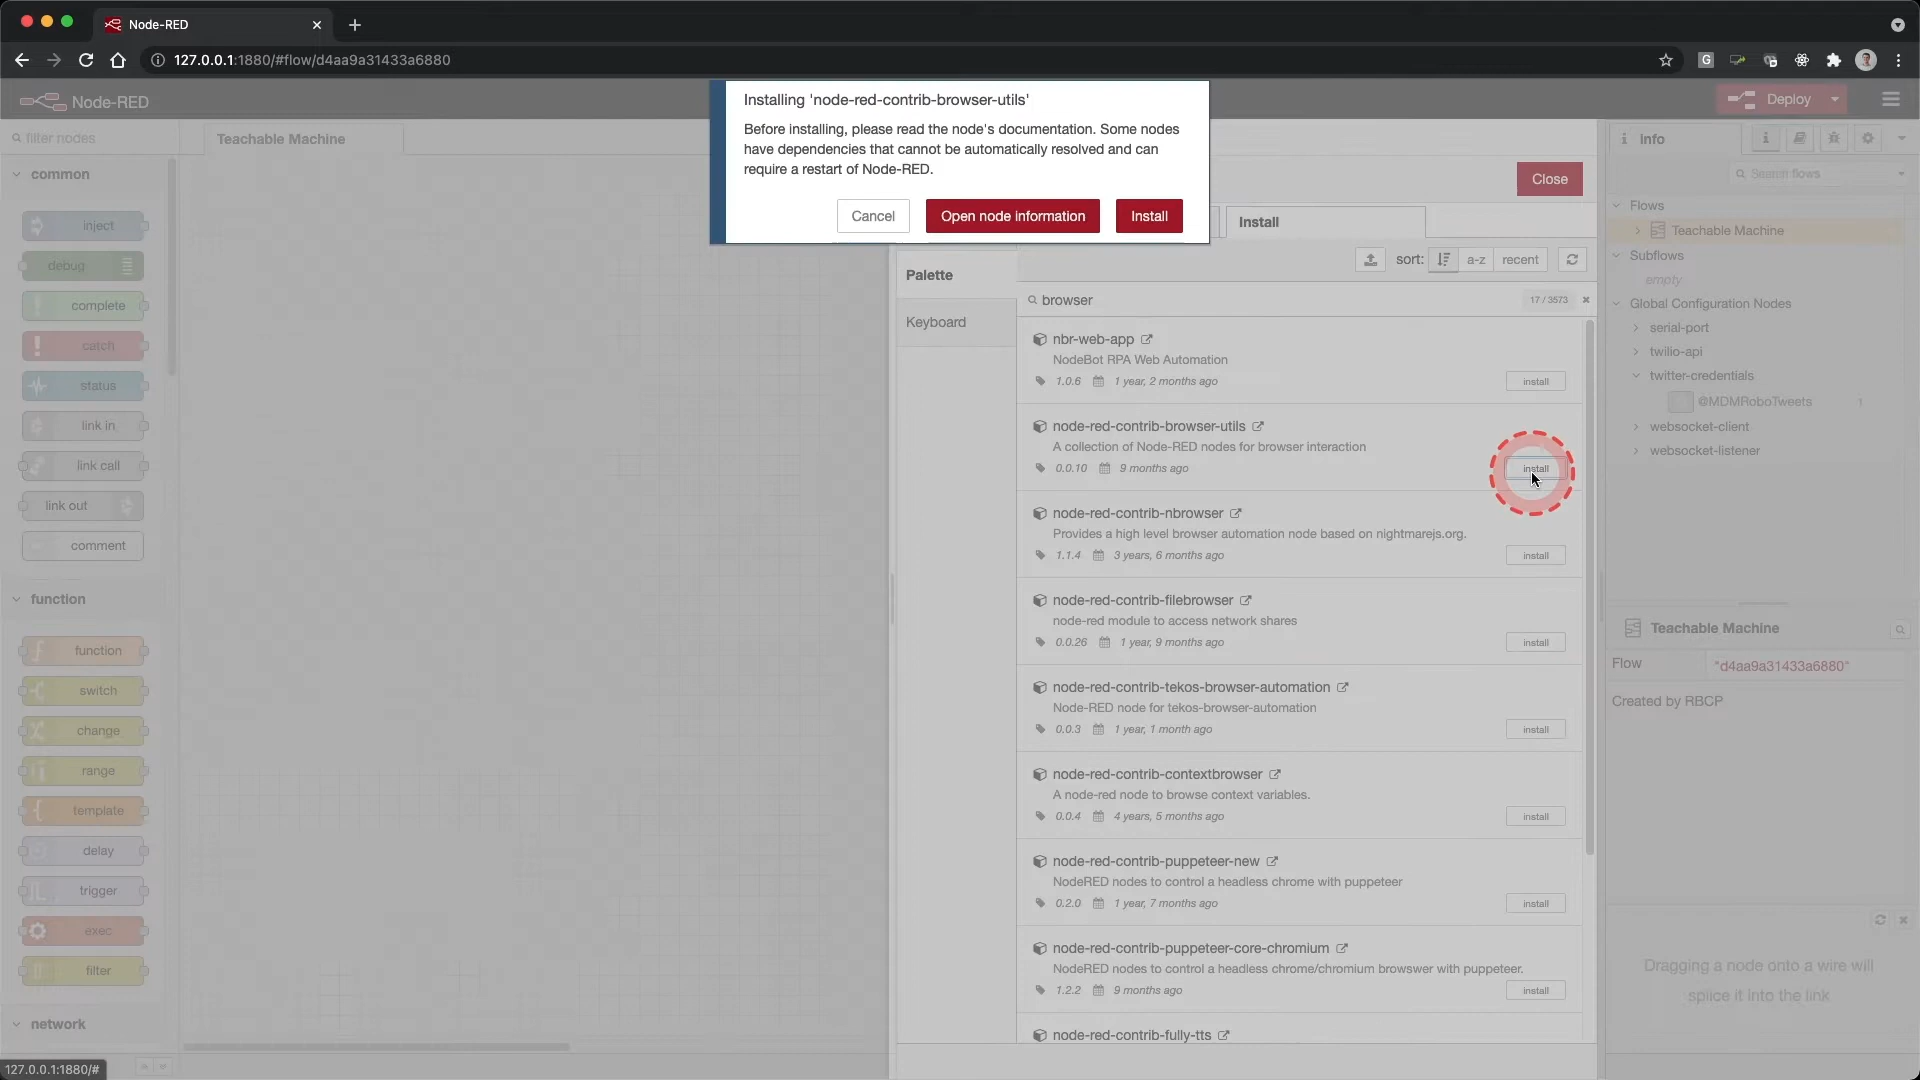 Node-RED
127.0.0.1:1880/#flow/d4aa9a31433a6880
G
Node-RED
Deploy
filter nodes
Teachable Machine
common
inject
debug
complete
catch
status
link in
link call
link out
comment
function
function
switch
change
range
template
delay
trigger
exec
filter
network
127.0.0.1:1880/#
Installing 'node-red-contrib-browser-utils'
Before installing, please read the node's documentation. Some nodes
have dependencies that cannot be automatically resolved and can
require a restart of Node-RED.
Cancel
Open node information
Install
Close
Install
sort:
a-z
recent
Palette
Keyboard
browser
17 / 3573
nbr-web-app
NodeBot RPA Web Automation
1.0.6
1 year, 2 months ago
install
node-red-contrib-browser-utils
A collection of Node-RED nodes for browser interaction
0.0.10
9 months ago
install
node-red-contrib-nbrowser
Provides a high level browser automation node based on nightmarejs.org.
1.1.4
3 years, 6 months ago
install
node-red-contrib-filebrowser
node-red module to access network shares
0.0.26
1 year, 9 months ago
install
node-red-contrib-tekos-browser-automation
Node-RED node for tekos-browser-automation
0.0.3
1 year, 1 month ago
install
node-red-contrib-contextbrowser
A node-red node to browse context variables.
0.0.4
4 years, 5 months ago
install
node-red-contrib-puppeteer-new
NodeRED nodes to control a headless chrome with puppeteer
0.2.0
1 year, 7 months ago
install
node-red-contrib-puppeteer-core-chromium
NodeRED nodes to control a headless chrome/chromium browswer with puppeteer.
1.2.2
9 months ago
install
node-red-contrib-fully-tts
info
Search flows
Flows
Teachable Machine
Subflows
empty
Global Configuration Nodes
serial-port
twilio-api
twitter-credentials
@MDMRoboTweets
1
websocket-client
websocket-listener
Teachable Machine
Flow
"d4aa9a31433a6880"
Created by RBCP
Dragging a node onto a wire will
splice it into the link